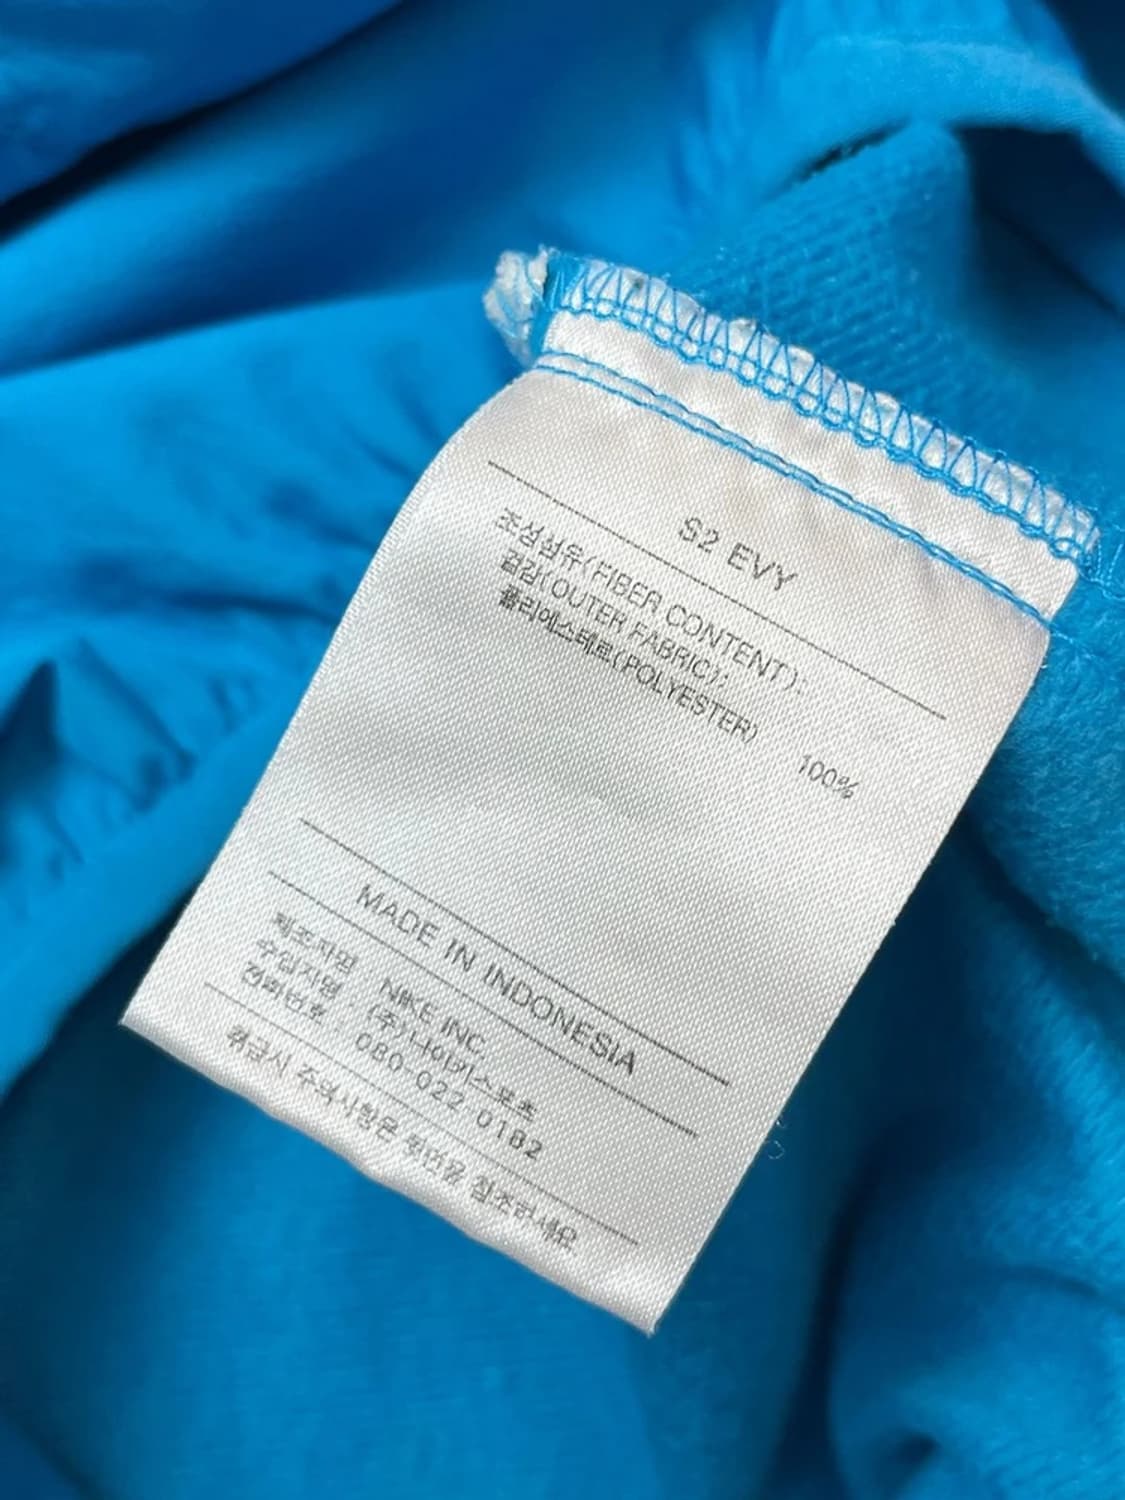 S2 EVY
조성섬유(FIBER CONTENT):
겉감(OUTER FABRIC):
폴리에스테르(POLYESTER)
100%
MADE IN INDONESIA
제조자명 : NIKE INC.
수입자명 : (주)나이키스포츠
전화번호 : 080-022-0182
취급시 주의사항은 뒷면을 참조하세요